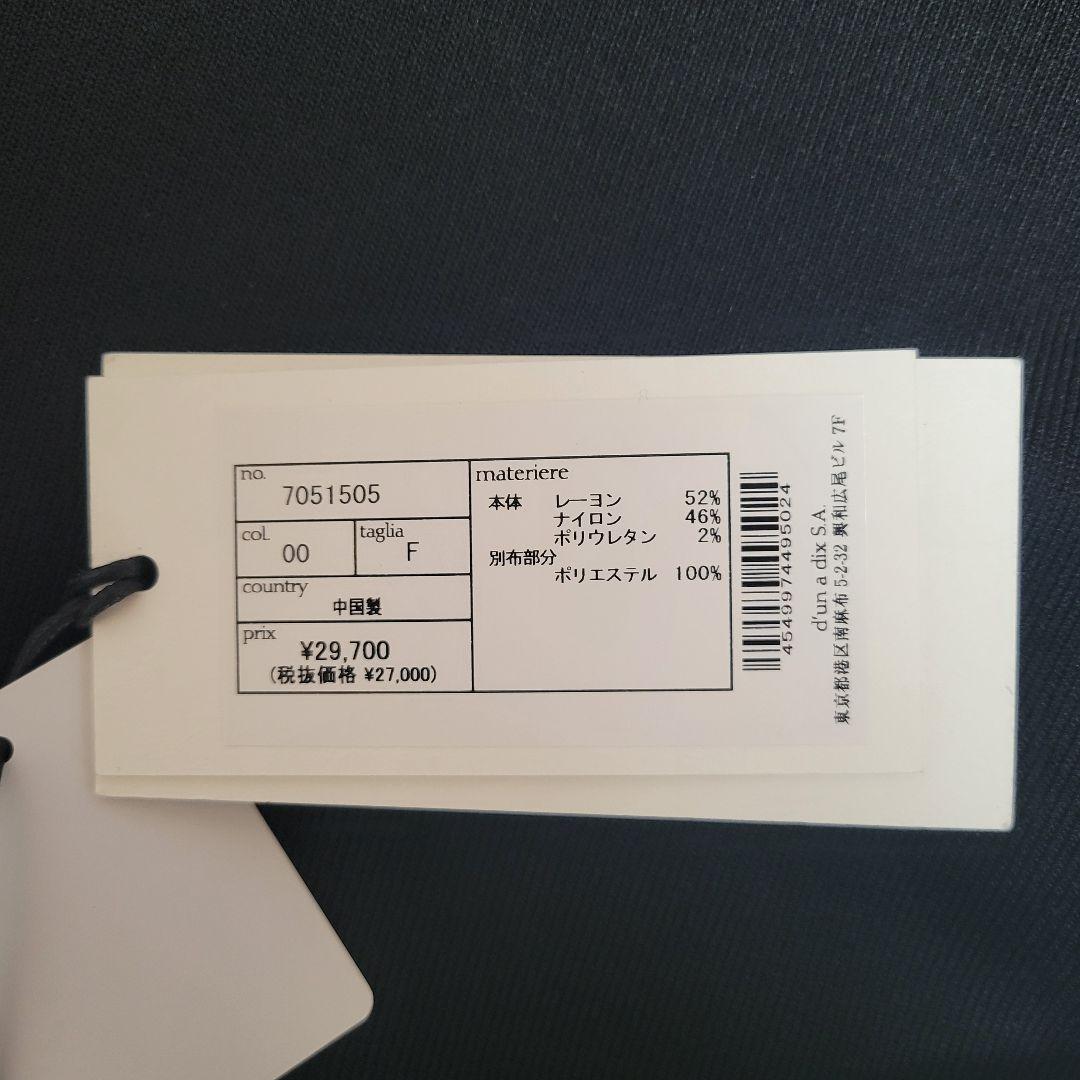 no.
7051505
col.
00
taglia
F
country
中国製
prix
¥29,700
(税抜価格 ¥27,000)
materiere
本体 レーヨン 52%
ナイロン 46%
ポリウレタン 2%
別布部分
ポリエステル 100%
4549974495024
d'un a dix S.A.
東京都港区南麻布 5-2-32 興和広尾ビル 7F